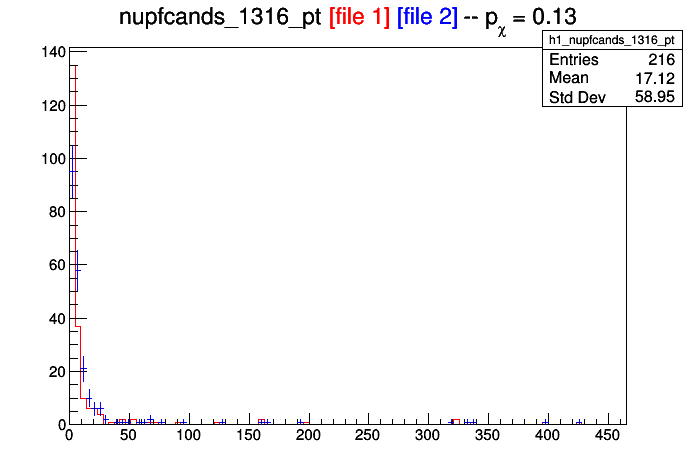 nupfcands_1316_pt [file 1] [file 2] -- pχ = 0.13
h1_nupfcands_1316_pt
Entries 216
Mean 17.12
Std Dev 58.95
140
120
100
80
60
40
20
0
0 50 100 150 200 250 300 350 400 450